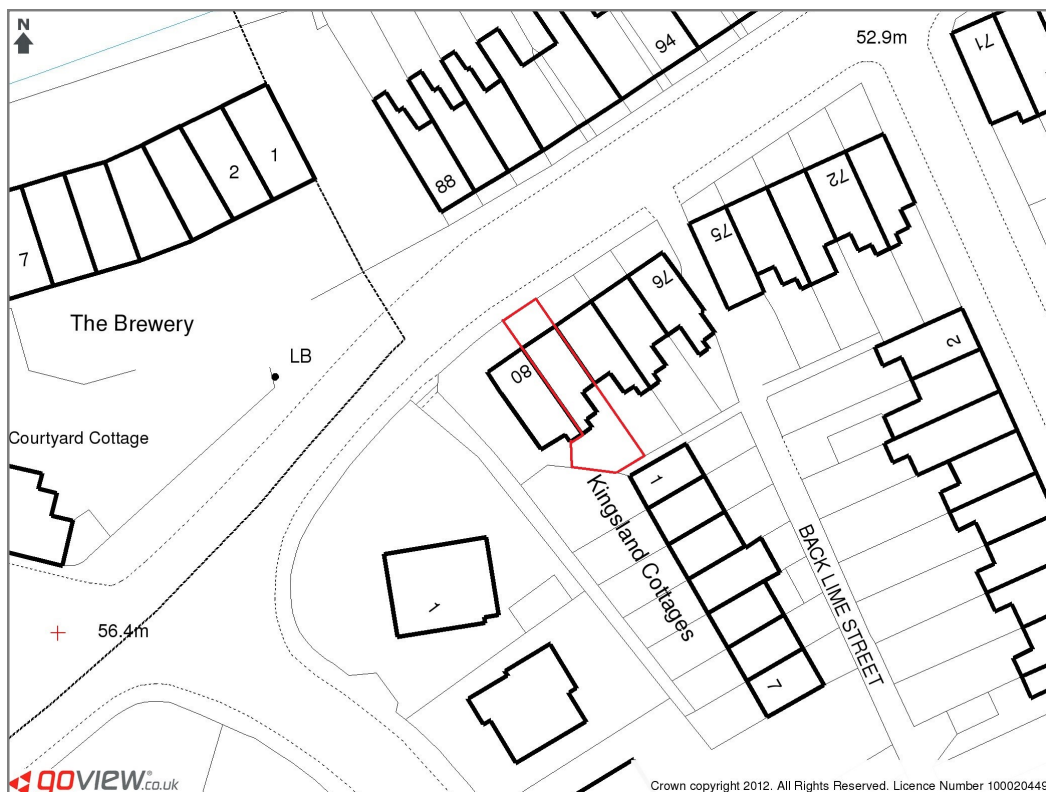 N
52.9m
94
71
88
2
1
72
7
75
76
The Brewery
LB
80
2
Courtyard Cottage
1
Kingsland Cottages
BACK LIME STREET
1
56.4m
7
goview.co.uk
Crown copyright 2012. All Rights Reserved. Licence Number 100020449